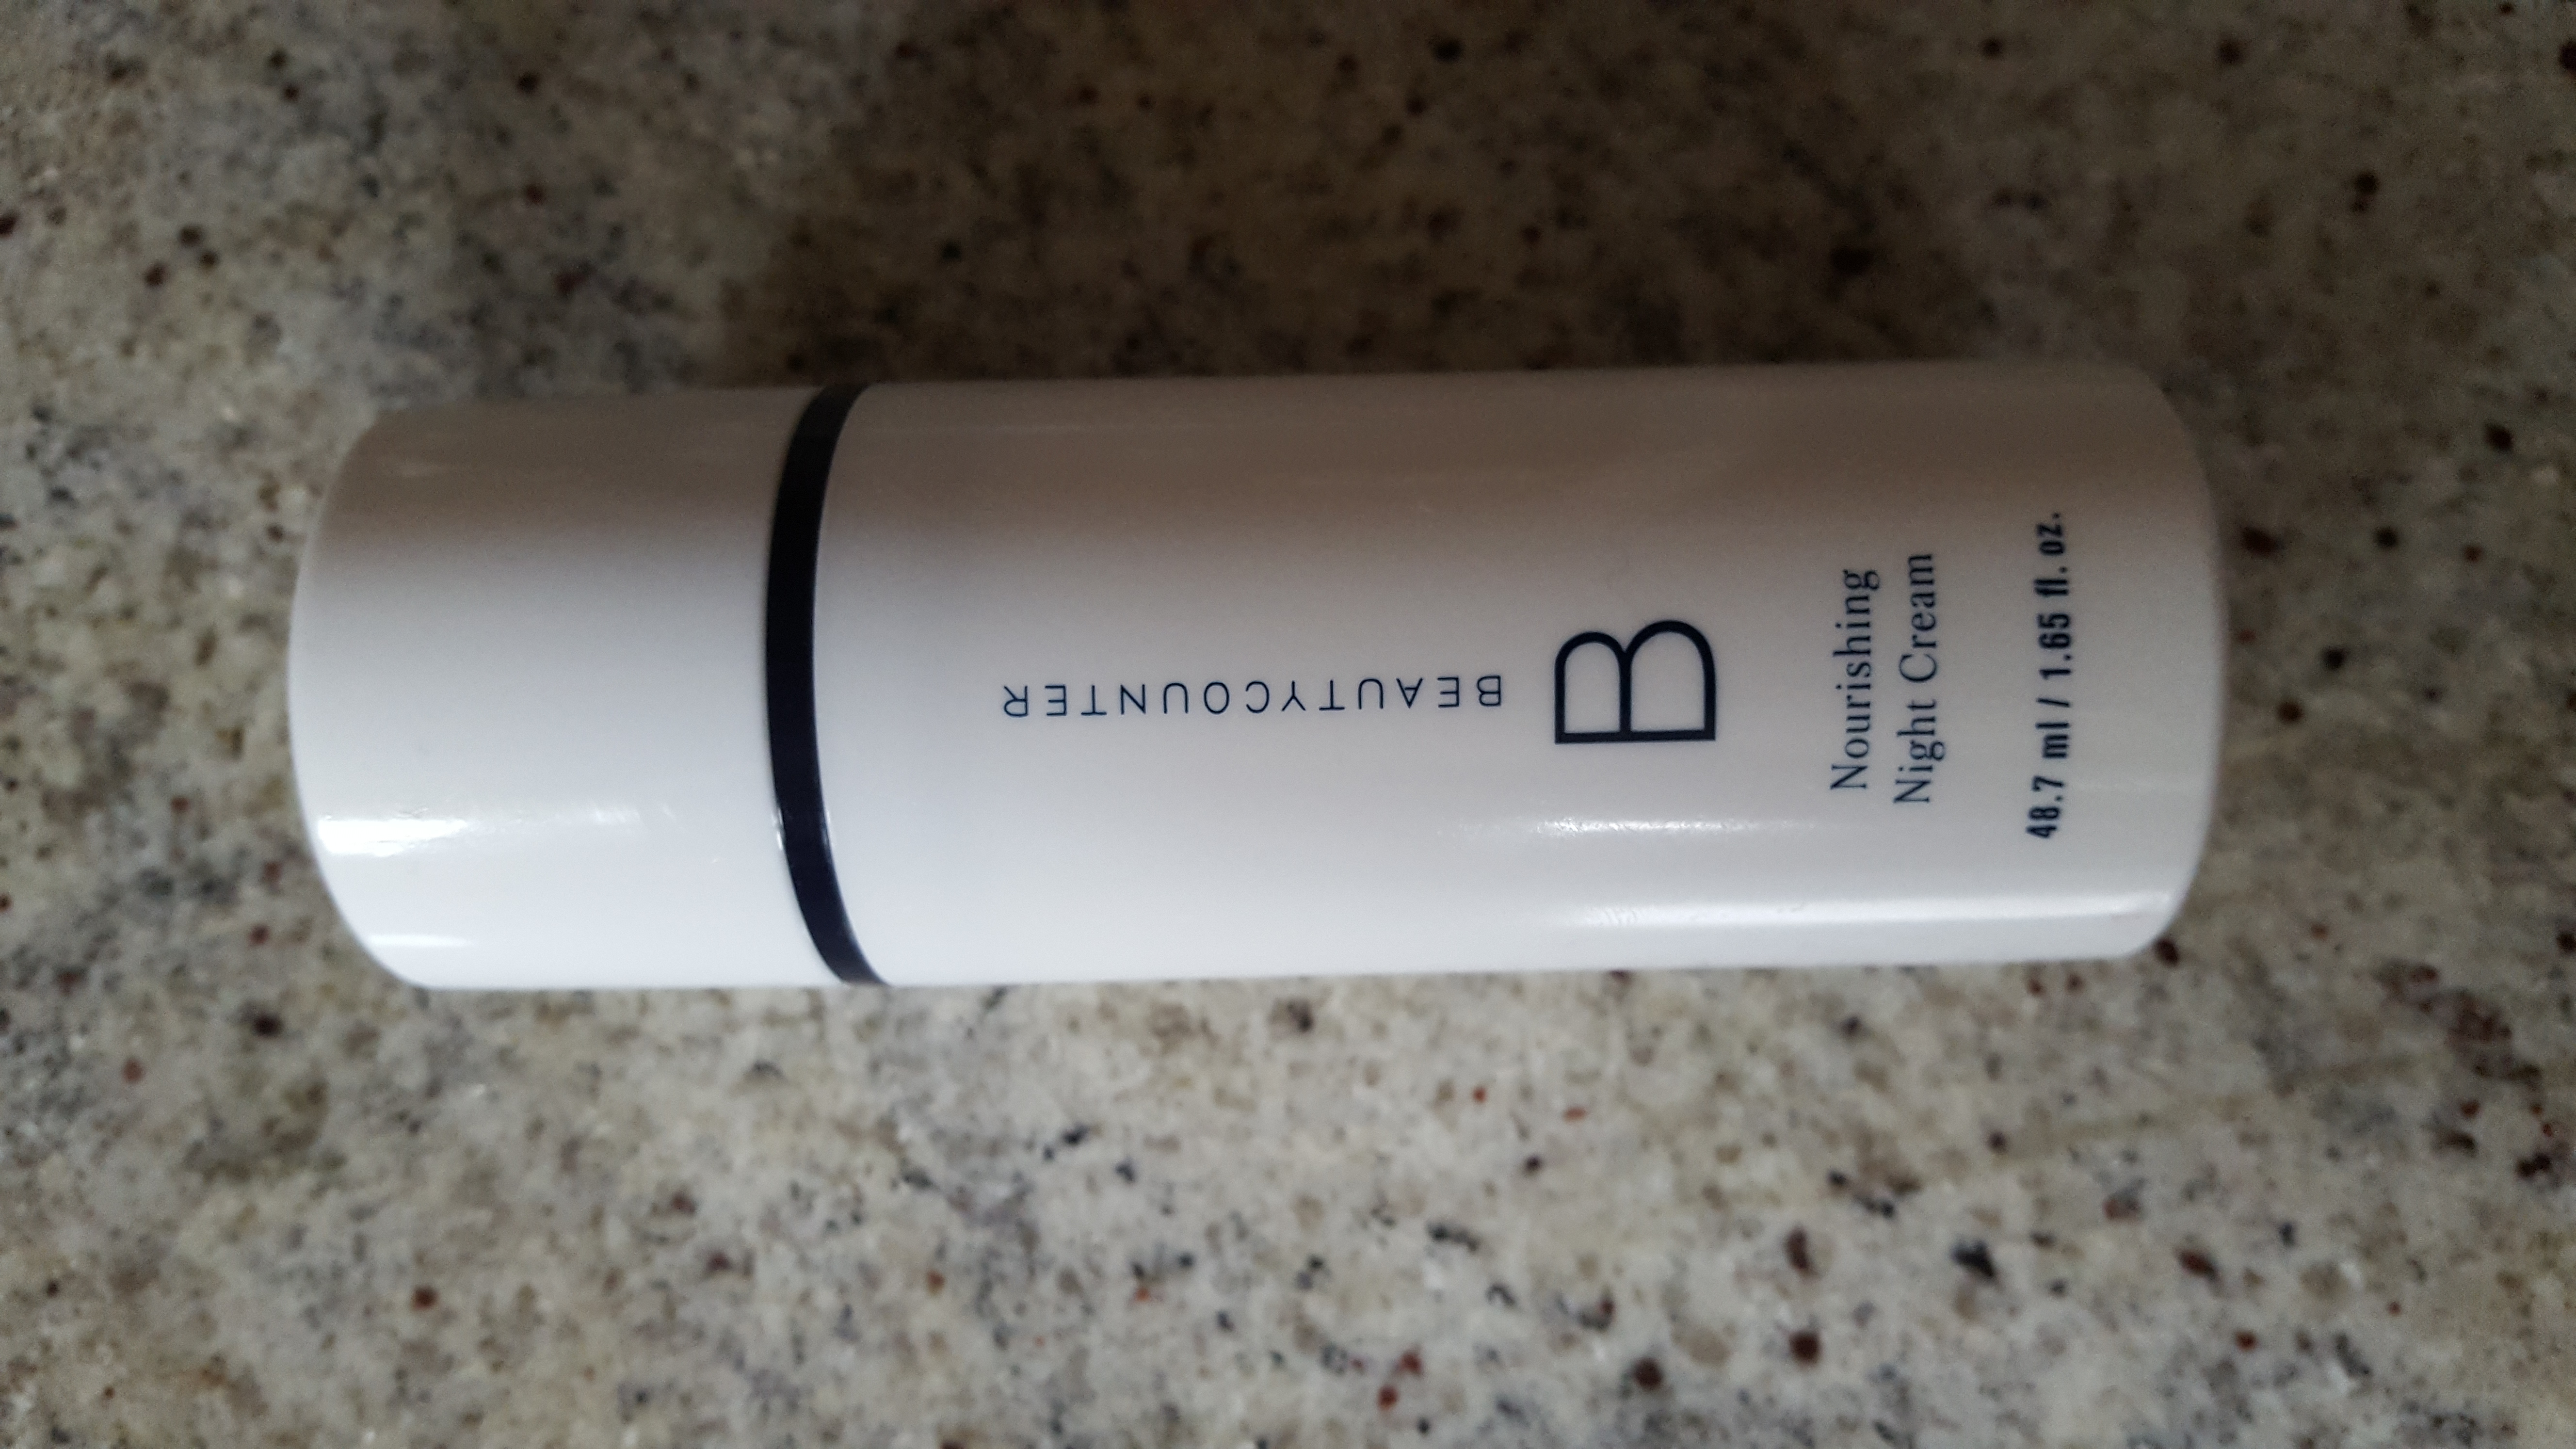 BEAUTYCOUNTER
B
Nourishing
Night Cream
48.7 ml / 1.65 fl. oz.